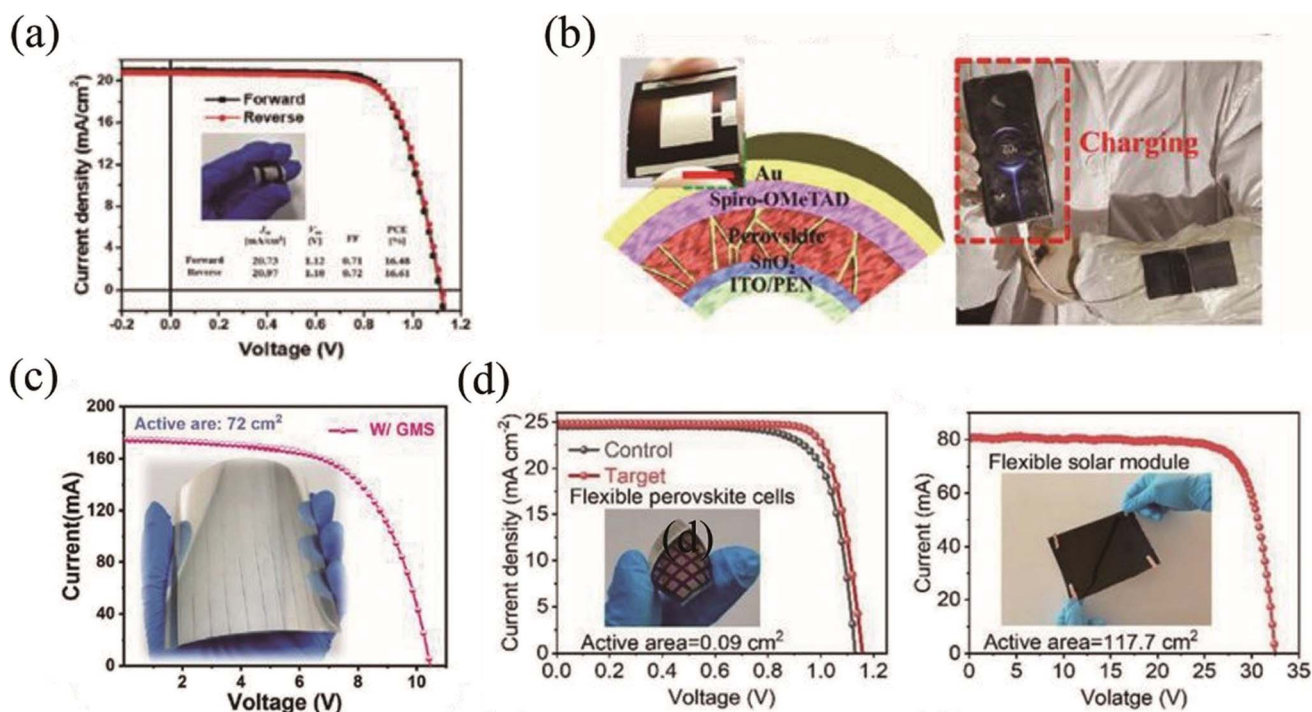 (a)
Current density (mA/cm²)
20
16
12
8
4
0
Forward
Reverse
Jsc Voc FF PCE
[mA/cm²] [V] [%]
Forward 20.73 1.12 0.71 16.48
Reverse 20.97 1.10 0.72 16.61
-0.2 0.0 0.2 0.4 0.6 0.8 1.0 1.2
Voltage (V)
(b)
Au
Spiro-OMeTAD
Perovskite
SnO₂
ITO/PEN
Charging
(c)
Current(mA)
200
160
120
80
40
0
Active are: 72 cm²
W/ GMS
2 4 6 8 10
Voltage (V)
(d)
Current density (mA cm⁻²)
25
20
15
10
5
0
Control
Target
Flexible perovskite cells
(d)
Active area=0.09 cm²
0.0 0.2 0.4 0.6 0.8 1.0 1.2
Voltage (V)
Current (mA)
100
80
60
40
20
0
Flexible solar module
Active area=117.7 cm²
0 5 10 15 20 25 30 35
Volatge (V)